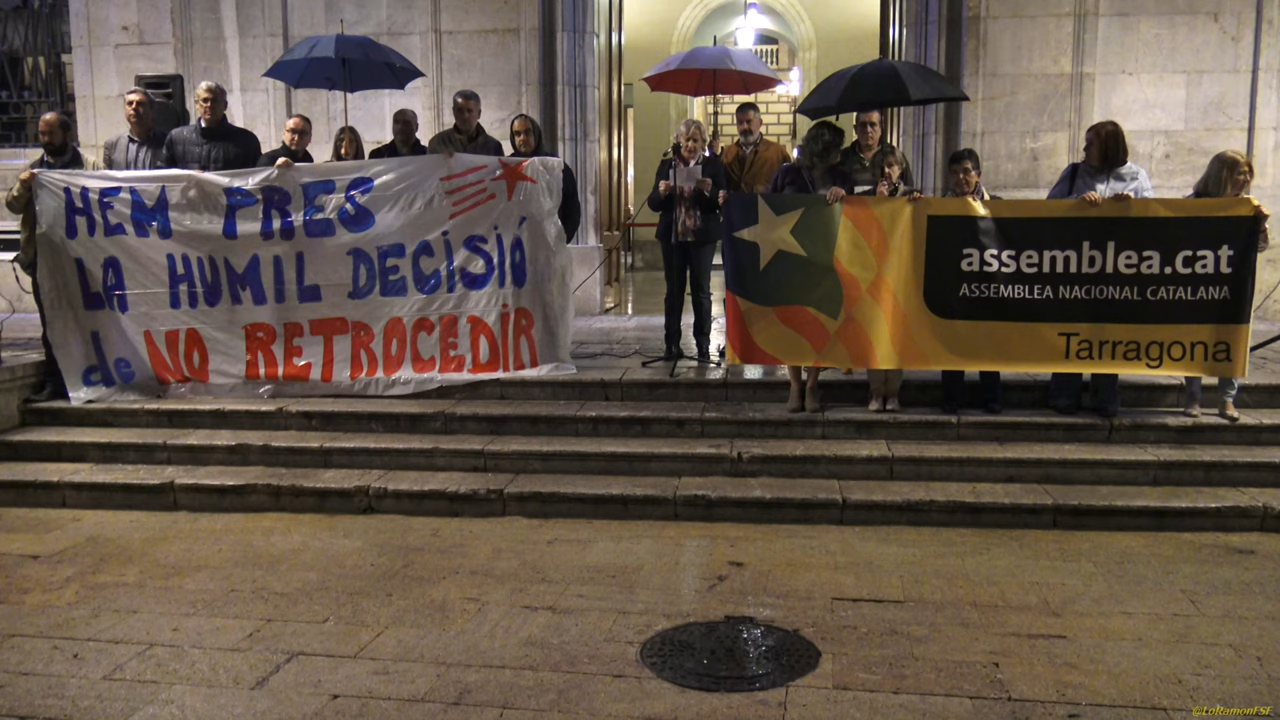 HEM PRES
LA HUMIL DECISIÓ
de NO RETROCEDIR
assemblea.cat
ASSEMBLEA NACIONAL CATALANA
Tarragona
@LoRamonFSF